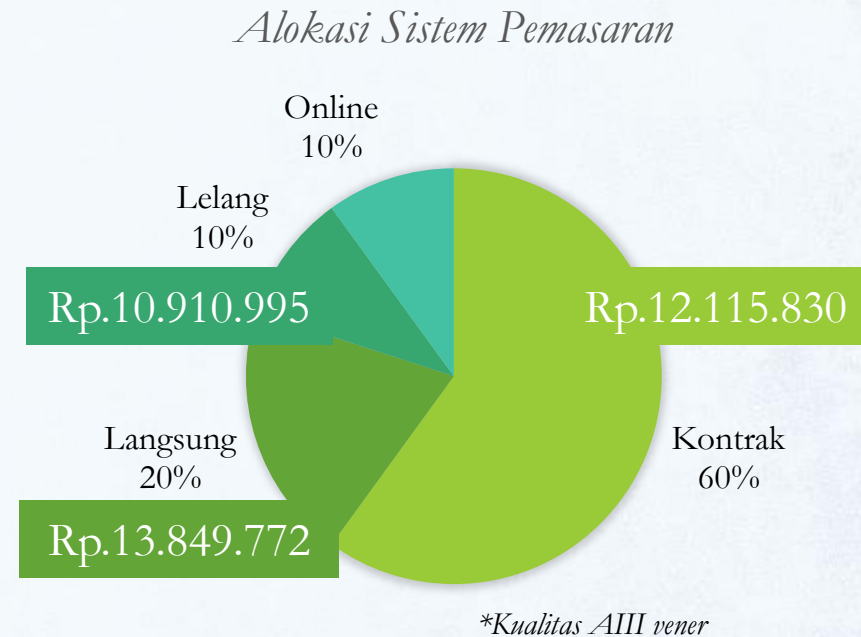 Alokasi Sistem Pemasaran
Online
10%
Lelang
10%
Rp.10.910.995
Rp.12.115.830
Langsung
20%
Kontrak
60%
Rp.13.849.772
*Kualitas AIII vener